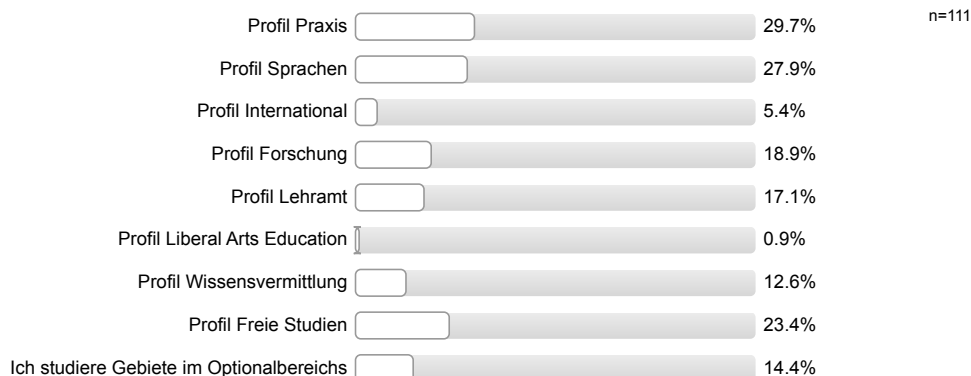 Profil Praxis 29.7% n=111
Profil Sprachen 27.9%
Profil International 5.4%
Profil Forschung 18.9%
Profil Lehramt 17.1%
Profil Liberal Arts Education 0.9%
Profil Wissensvermittlung 12.6%
Profil Freie Studien 23.4%
Ich studiere Gebiete im Optionalbereichs 14.4%